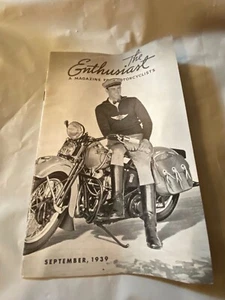 The
Enthusiast
A MAGAZINE FOR MOTORCYCLISTS
SEPTEMBER, 1939